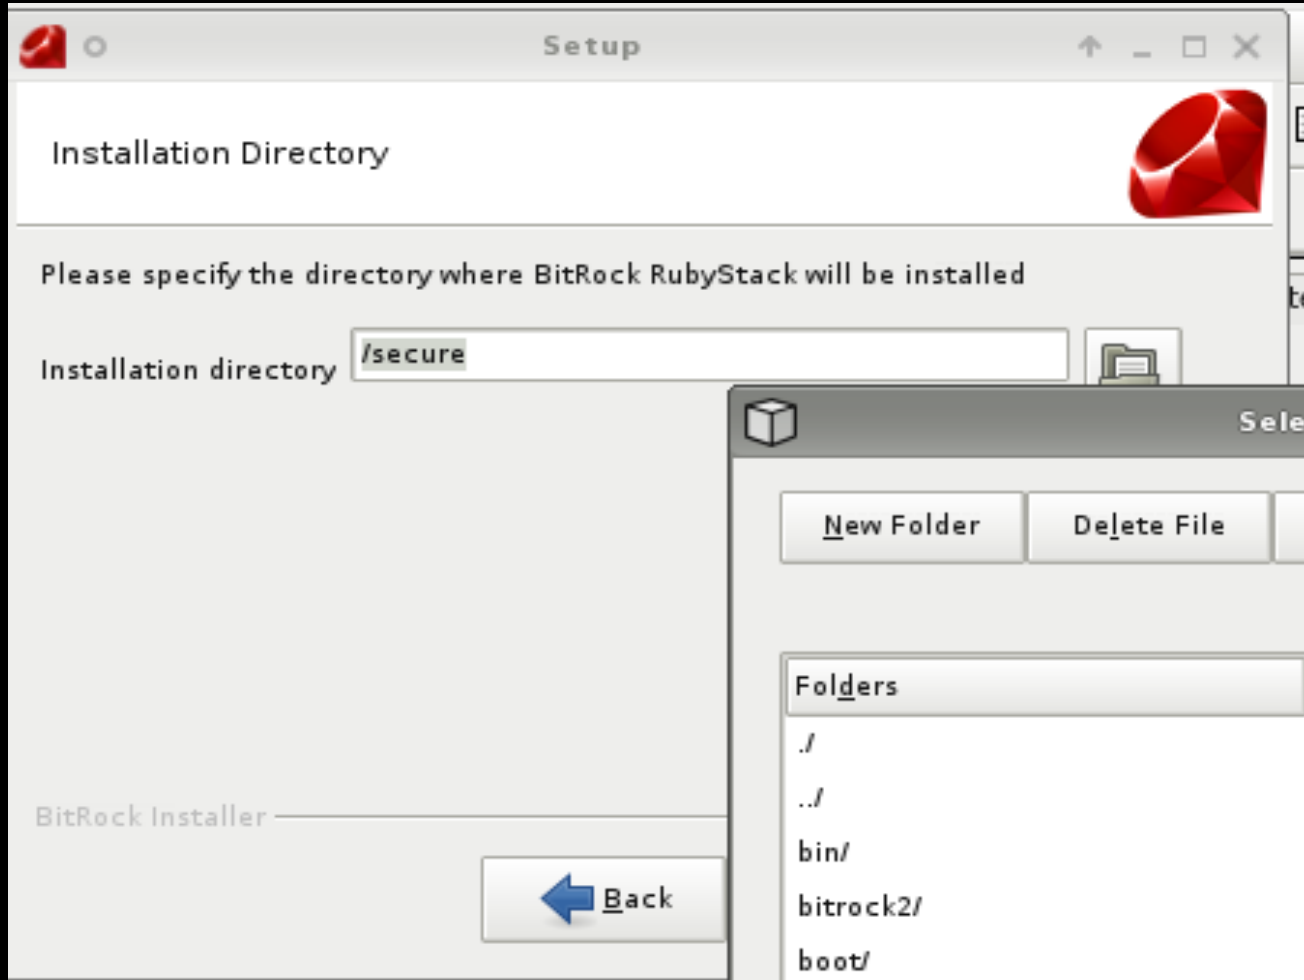 Setup
Installation Directory
Please specify the directory where BitRock RubyStack will be installed
Installation directory /secure
New Folder Delete File
Folders
./
../
bin/
bitrock2/
boot/
BitRock Installer
Back